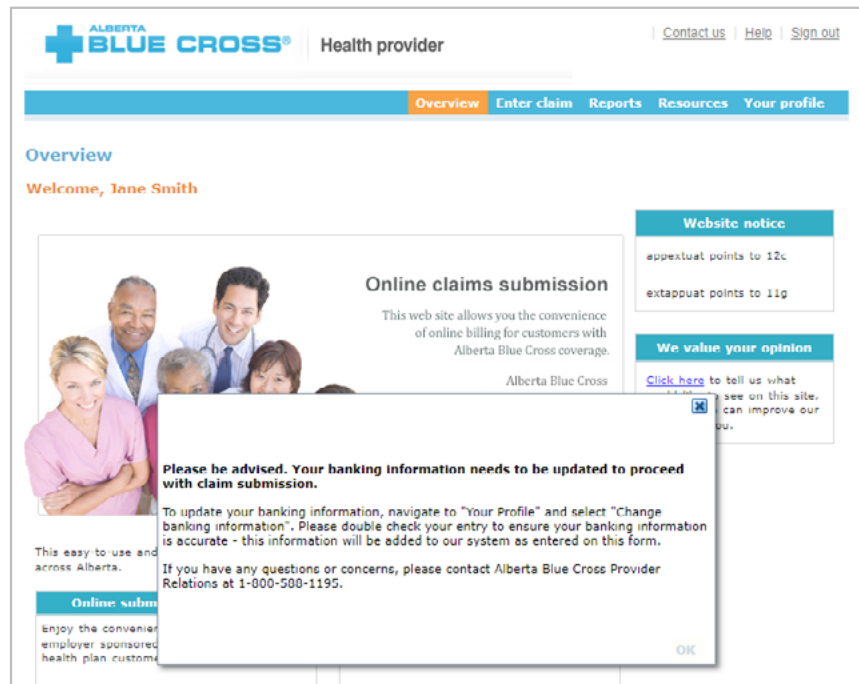 ALBERTA
BLUE CROSS®
Health provider
Contact us | Help | Sign out
Overview Enter claim Reports Resources Your profile
Overview
Welcome, Jane Smith
Website notice
appextuat points to 12c
extappuat points to 11g
Online claims submission
This web site allows you the convenience
of online billing for customers with
Alberta Blue Cross coverage.
Alberta Blue Cross
We value your opinion
Click here to tell us what
see on this site.
can improve our
ou.
Please be advised. Your banking information needs to be updated to proceed
with claim submission.
To update your banking information, navigate to "Your Profile" and select "Change
banking information". Please double check your entry to ensure your banking information
is accurate - this information will be added to our system as entered on this form.
If you have any questions or concerns, please contact Alberta Blue Cross Provider
Relations at 1-800-588-1195.
OK
This easy-to-use and
across Alberta.
Online subm
Enjoy the convenien
employer sponsored
health plan custome